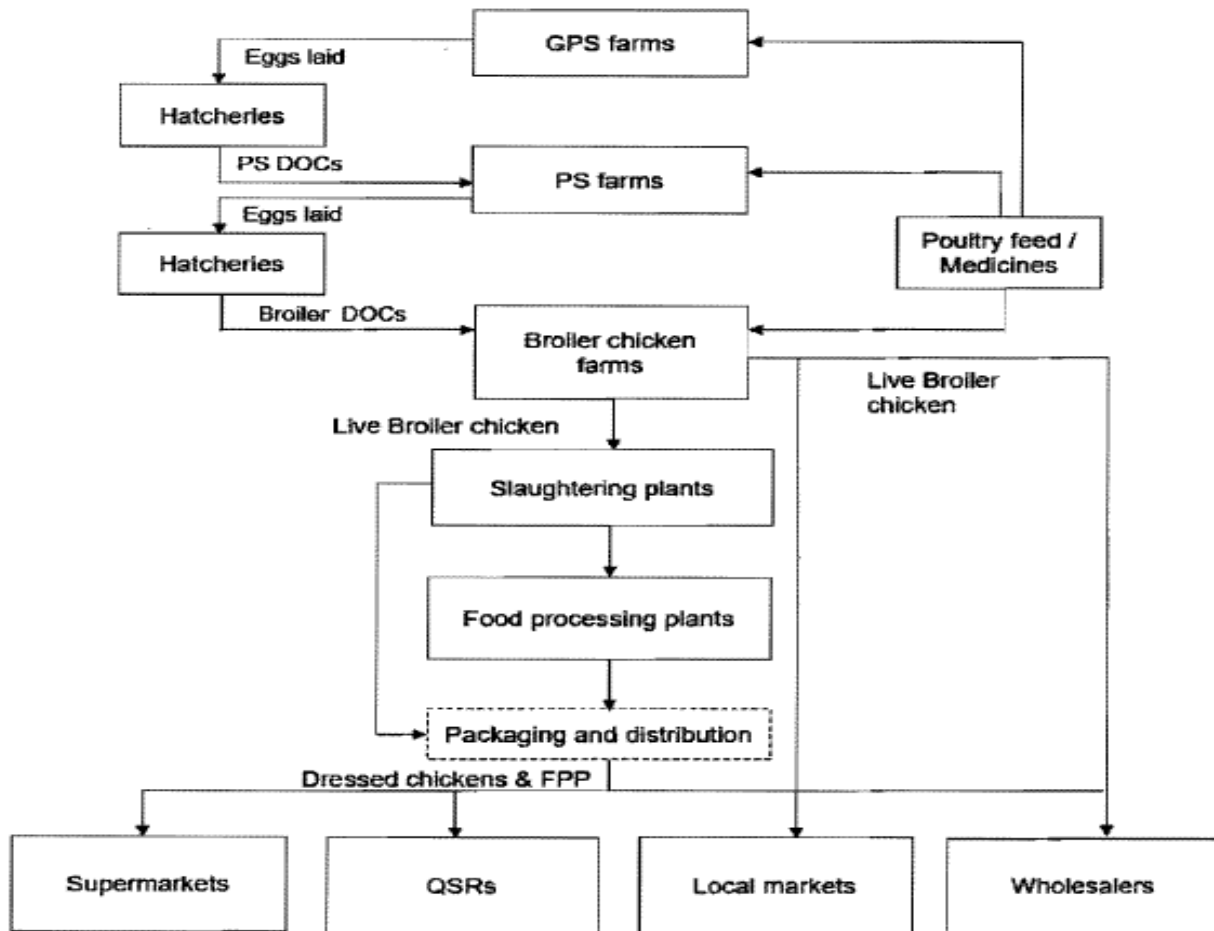 GPS farms
Eggs laid
Hatcheries
PS DOCs
PS farms
Eggs laid
Hatcheries
Poultry feed /
Medicines
Broiler DOCs
Broiler chicken
farms
Live Broiler
chicken
Live Broiler chicken
Slaughtering plants
Food processing plants
Packaging and distribution
Dressed chickens & FPP
Supermarkets
QSRs
Local markets
Wholesalers